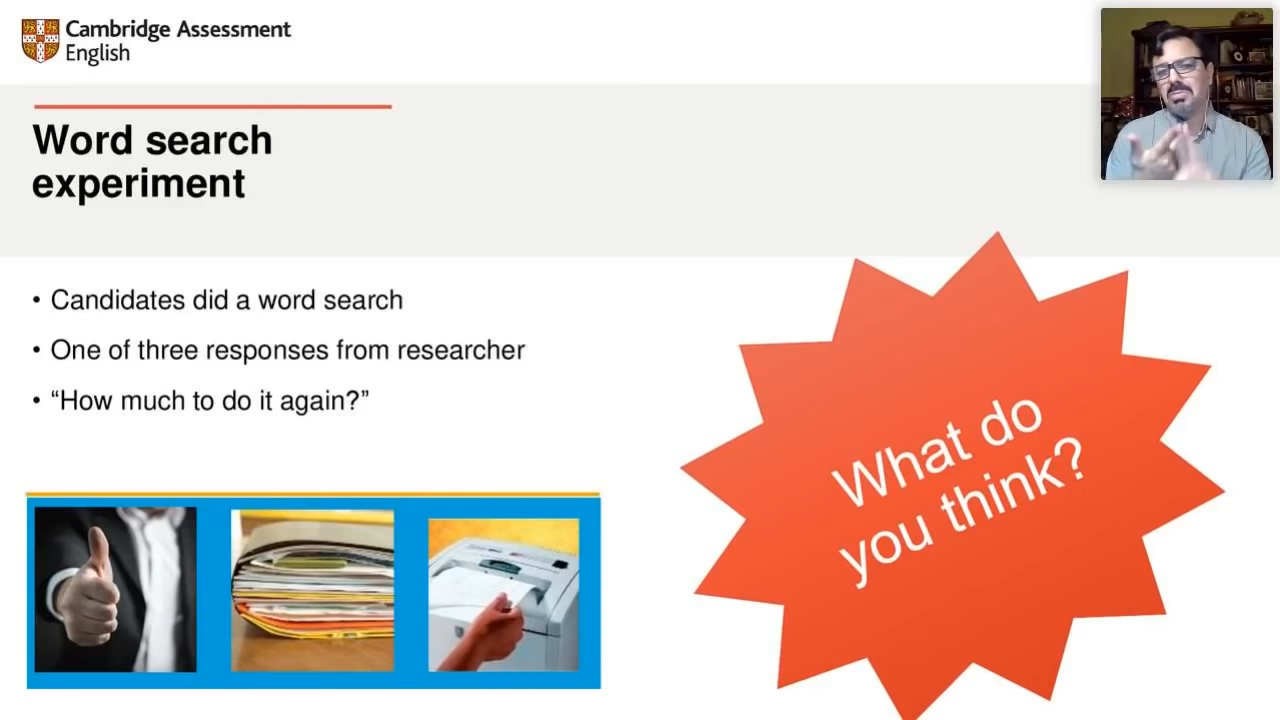 Cambridge Assessment
English
Word search
experiment
• Candidates did a word search
• One of three responses from researcher
• “How much to do it again?”
What do
you think?